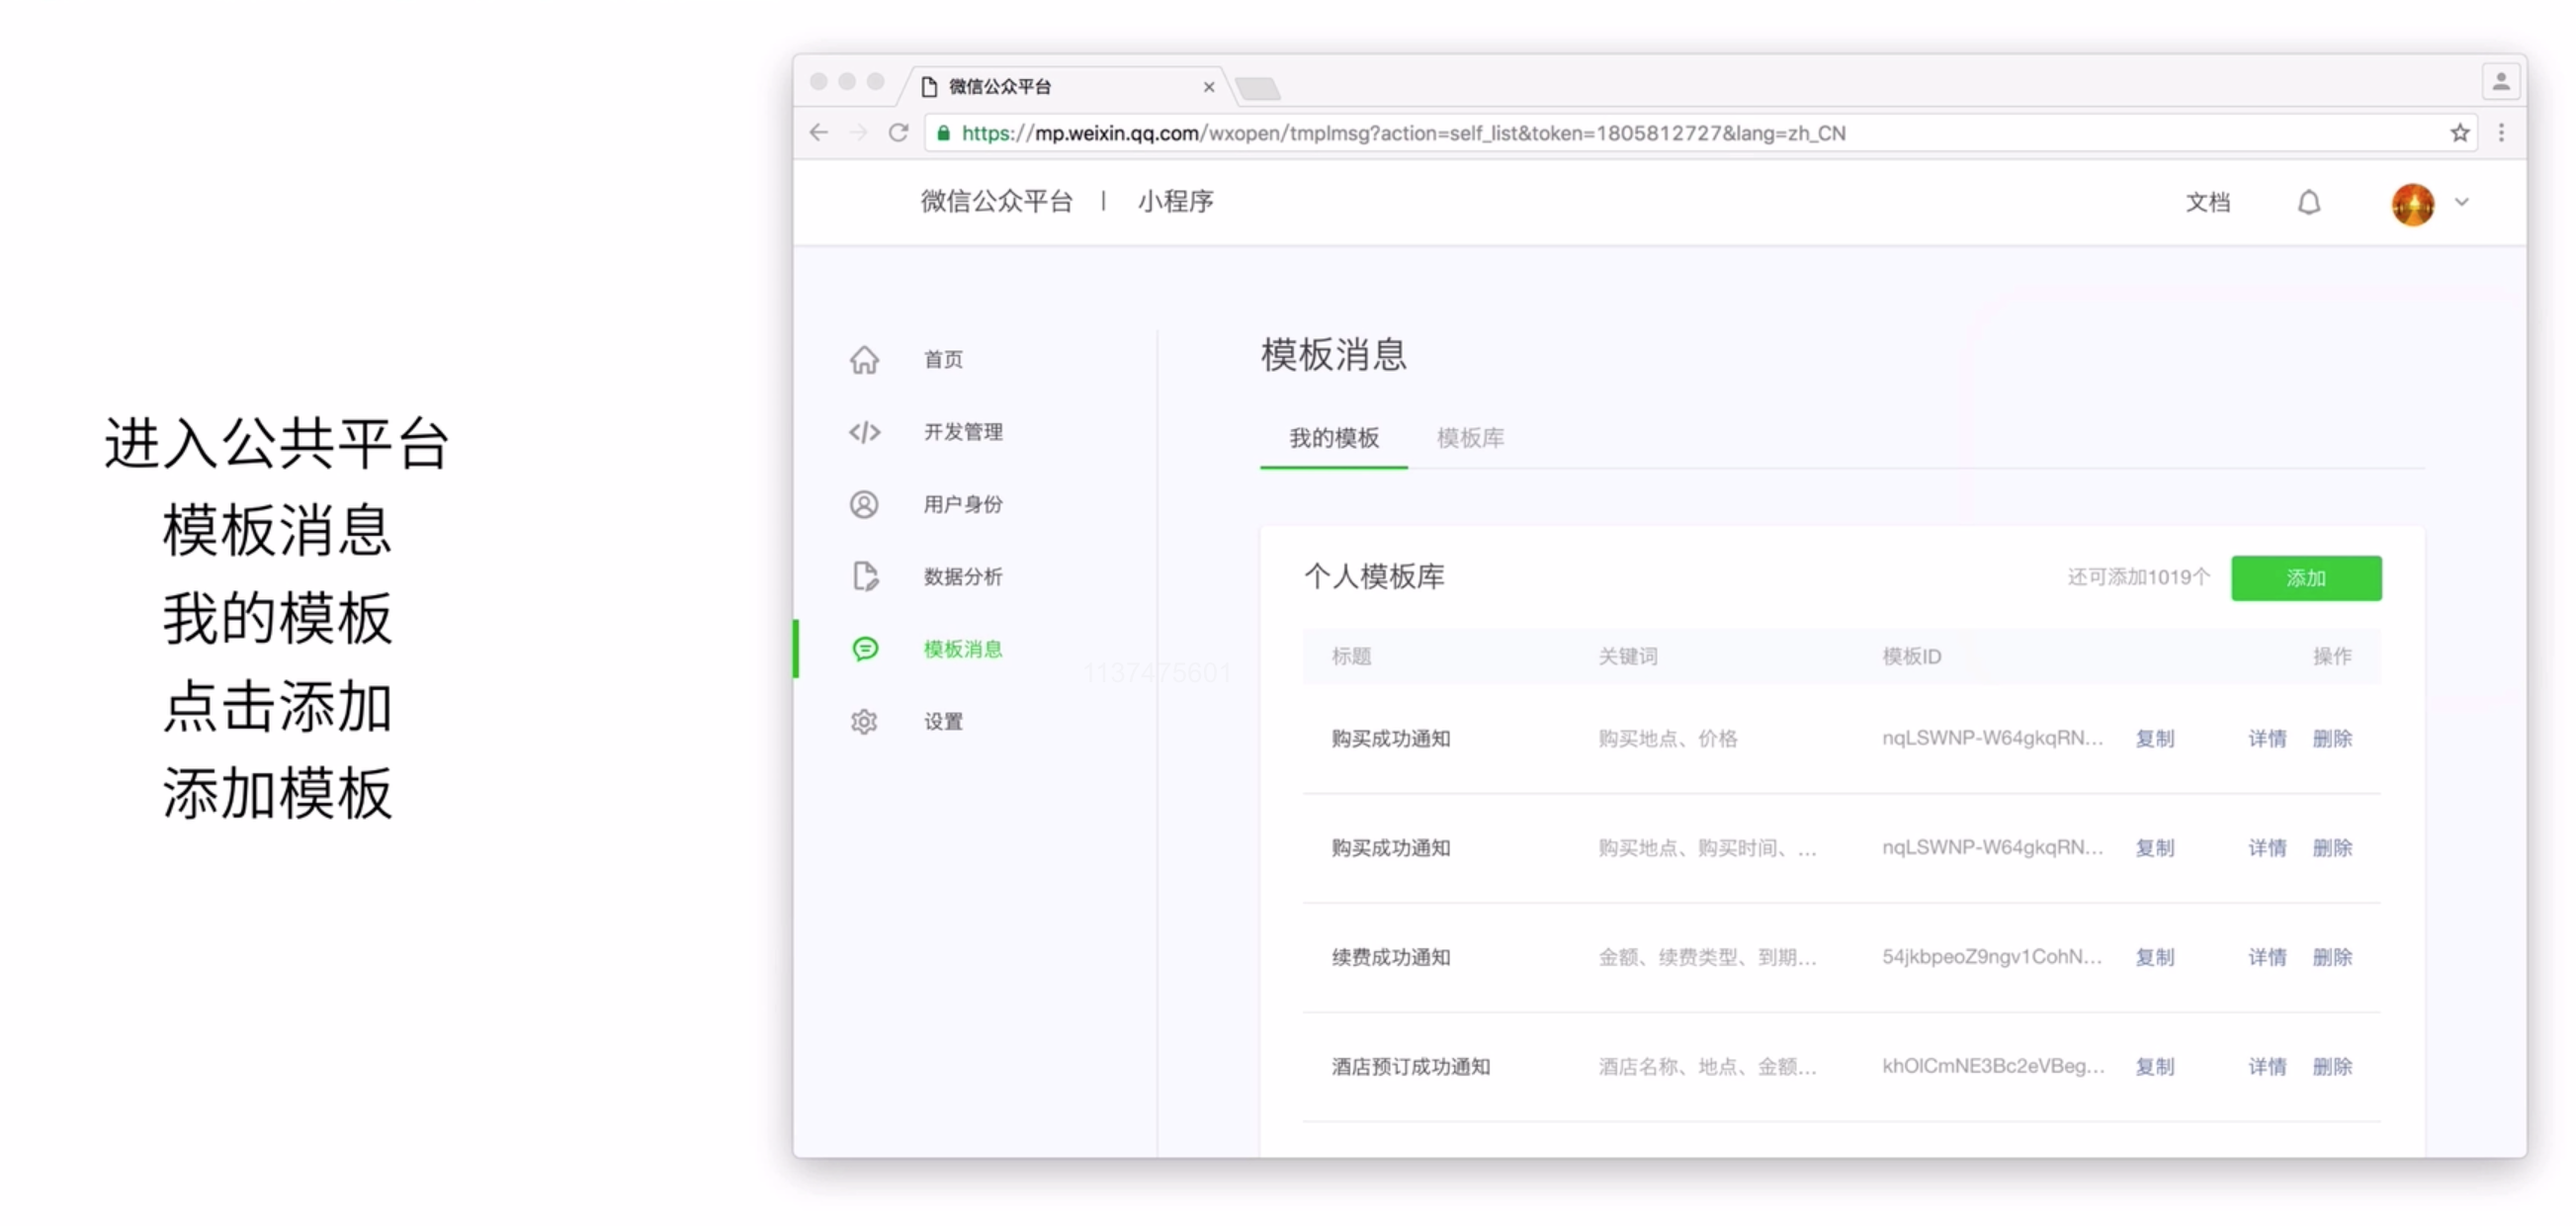 进入公共平台
模板消息
我的模板
点击添加
添加模板
微信公众平台
https://mp.weixin.qq.com/wxopen/tmplmsg?action=self_list&token=1805812727&lang=zh_CN
微信公众平台 | 小程序 文档
首页
开发管理
用户身份
数据分析
模板消息
设置
1137475601
模板消息
我的模板 模板库
个人模板库 还可添加1019个 添加
标题 关键词 模板ID 操作
购买成功通知 购买地点、价格 nqLSWNP-W64gkqRN... 复制 详情 删除
购买成功通知 购买地点、购买时间、... nqLSWNP-W64gkqRN... 复制 详情 删除
续费成功通知 金额、续费类型、到期... 54jkbpeoZ9ngv1CohN... 复制 详情 删除
酒店预订成功通知 酒店名称、地点、金额... khOlCmNE3Bc2eVBeg... 复制 详情 删除